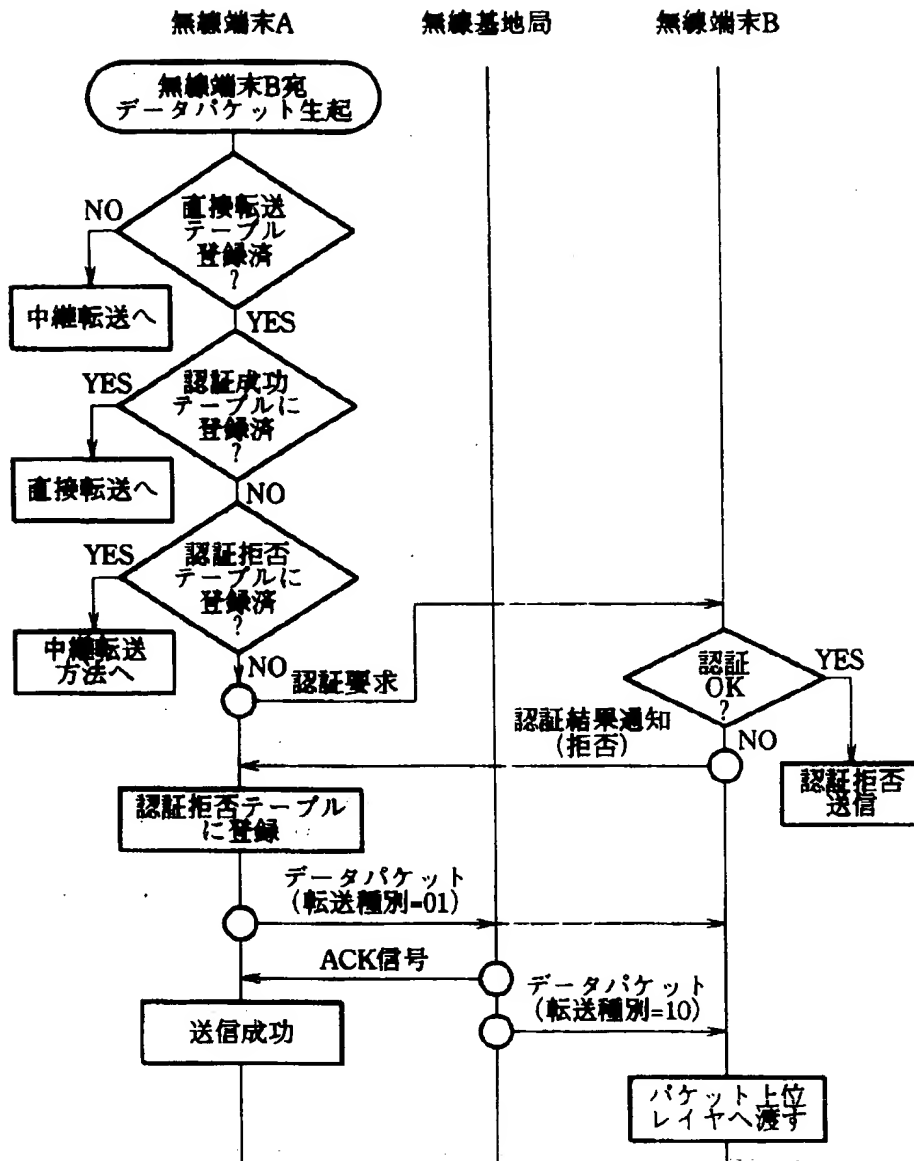 無線端末A
無線基地局
無線端末B
無線端末B宛
データパケット生起
直接転送
テーブル
登録済
?
NO
中継転送へ
YES
認証成功
テーブルに
登録済
?
YES
直接転送へ
NO
認証拒否
テーブルに
登録済
?
YES
中継転送
方法へ
NO
認証要求
認証
OK
?
YES
認証結果通知
(拒否)
NO
認証拒否
送信
認証拒否テーブル
に登録
データパケット
(転送種別=01)
ACK信号
データパケット
(転送種別=10)
送信成功
パケット上位
レイヤへ渡す